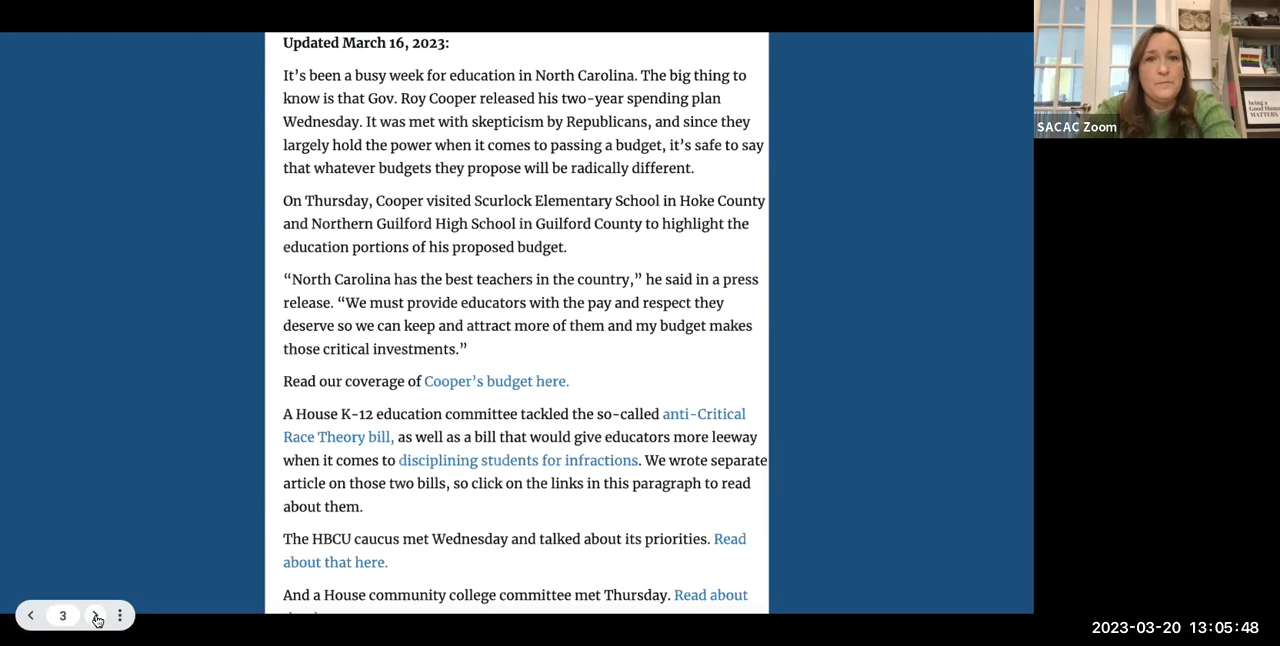 Updated March 16, 2023:
It’s been a busy week for education in North Carolina. The big thing to
know is that Gov. Roy Cooper released his two-year spending plan
Wednesday. It was met with skepticism by Republicans, and since they
largely hold the power when it comes to passing a budget, it’s safe to say
that whatever budgets they propose will be radically different.
On Thursday, Cooper visited Scurlock Elementary School in Hoke County
and Northern Guilford High School in Guilford County to highlight the
education portions of his proposed budget.
“North Carolina has the best teachers in the country,” he said in a press
release. “We must provide educators with the pay and respect they
deserve so we can keep and attract more of them and my budget makes
those critical investments.”
Read our coverage of Cooper’s budget here.
A House K-12 education committee tackled the so-called anti-Critical
Race Theory bill, as well as a bill that would give educators more leeway
when it comes to disciplining students for infractions. We wrote separate
article on those two bills, so click on the links in this paragraph to read
about them.
The HBCU caucus met Wednesday and talked about its priorities. Read
about that here.
And a House community college committee met Thursday. Read about
3
SACAC Zoom
being a
Good Human
MATTERS
2023-03-20 13:05:48